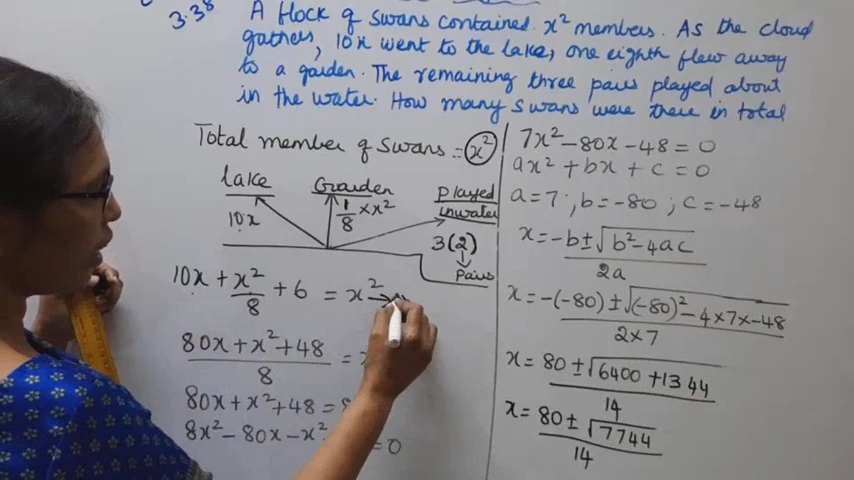 3.38 A flock of swans contained x² members. As the cloud
gathers, 10x went to the lake, one eighth flew away
to a garden. The remaining three pairs played about
in the water. How many swans were there in total
Total member of swans = x²
lake Garden Played
in water
10x 1/8 × x²
3(2)
Pairs
10x + x²/8 + 6 = x²
80x + x² + 48 / 8 =
80x + x² + 48 =
8x² - 80x - x² = 0
7x² - 80x - 48 = 0
ax² + bx + c = 0
a = 7 , b = -80 ; c = -48
x = -b ± √b² - 4ac / 2a
x = -(-80) ± √(-80)² - 4×7×-48 / 2×7
x = 80 ± √6400 + 1344 / 14
x = 80 ± √7744 / 14